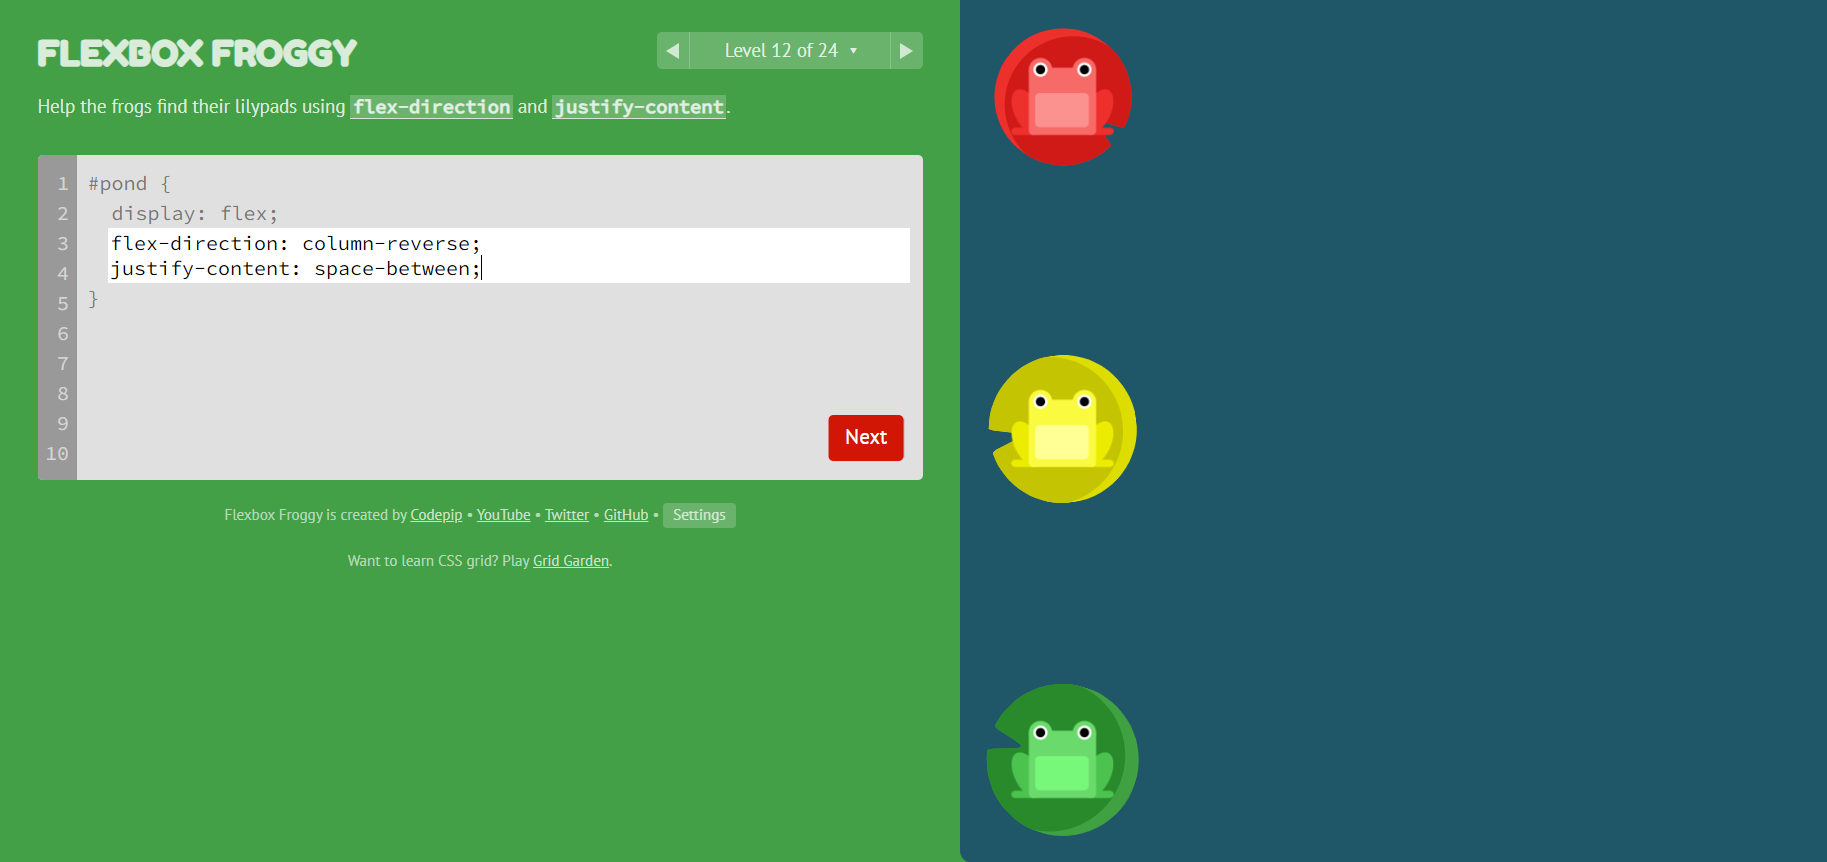 FLEXBOX FROGGY
◀ Level 12 of 24 ▼ ▶
Help the frogs find their lilypads using flex-direction and justify-content.
1 #pond {
2 display: flex;
3 flex-direction: column-reverse;
4 justify-content: space-between;
5 }
6
7
8
9
10
Next
Flexbox Froggy is created by Codepip • YouTube • Twitter • GitHub • Settings
Want to learn CSS grid? Play Grid Garden.